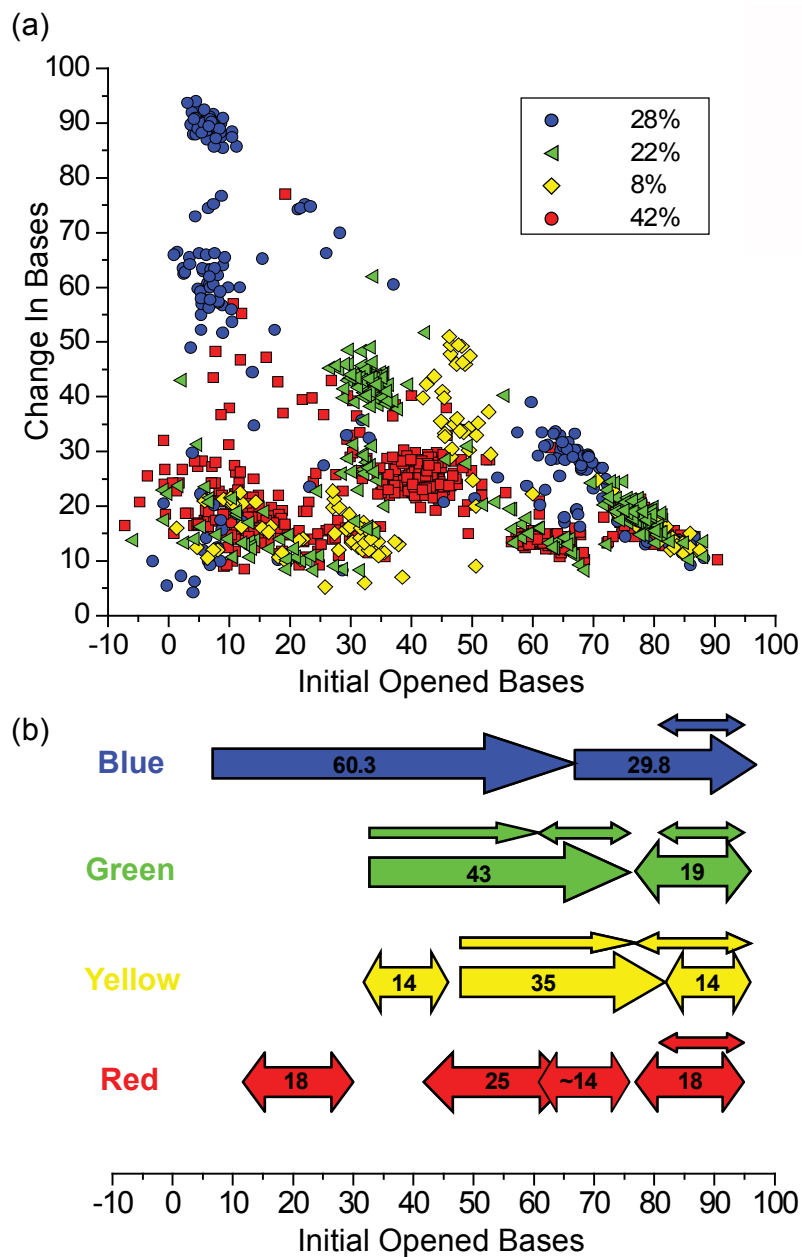 (a)
100
90
80
70
60
50
40
30
20
10
0
Change In Bases
28%
22%
8%
42%
-10 0 10 20 30 40 50 60 70 80 90 100
Initial Opened Bases
(b)
Blue 60.3 29.8
Green 43 19
Yellow 14 35 14
Red 18 25 ~14 18
-10 0 10 20 30 40 50 60 70 80 90 100
Initial Opened Bases